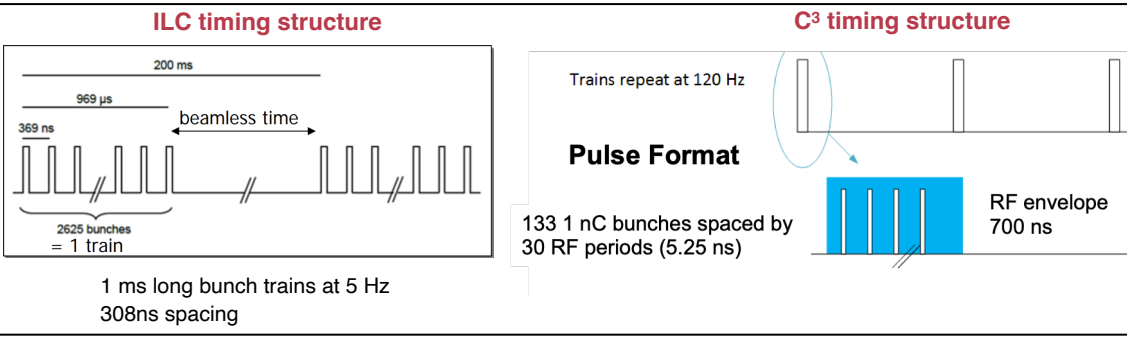 ILC timing structure
200 ms
969 µs
369 ns
beamless time
2625 bunches
= 1 train
1 ms long bunch trains at 5 Hz
308ns spacing
C³ timing structure
Trains repeat at 120 Hz
Pulse Format
133 1 nC bunches spaced by
30 RF periods (5.25 ns)
RF envelope
700 ns